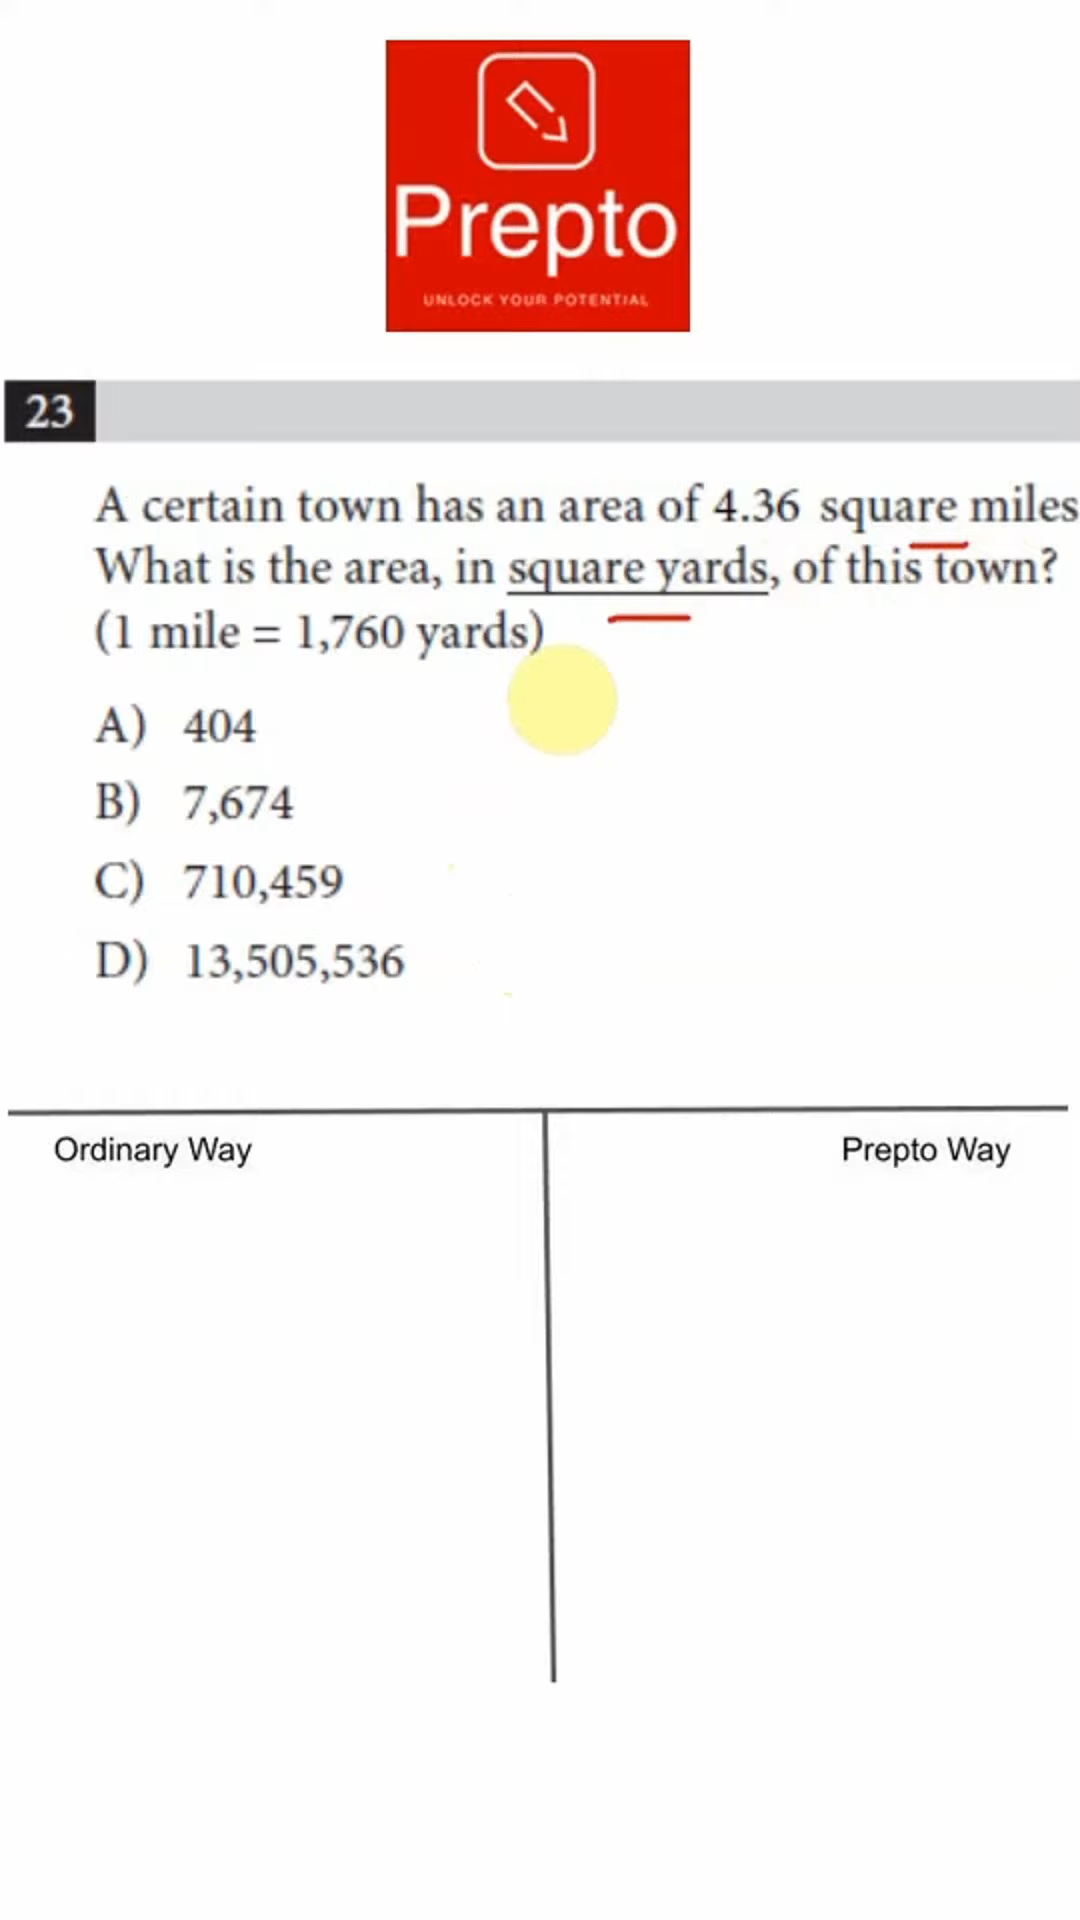 Prepto
UNLOCK YOUR POTENTIAL
23
A certain town has an area of 4.36 square miles
What is the area, in square yards, of this town?
(1 mile = 1,760 yards)
A) 404
B) 7,674
C) 710,459
D) 13,505,536
Ordinary Way
Prepto Way